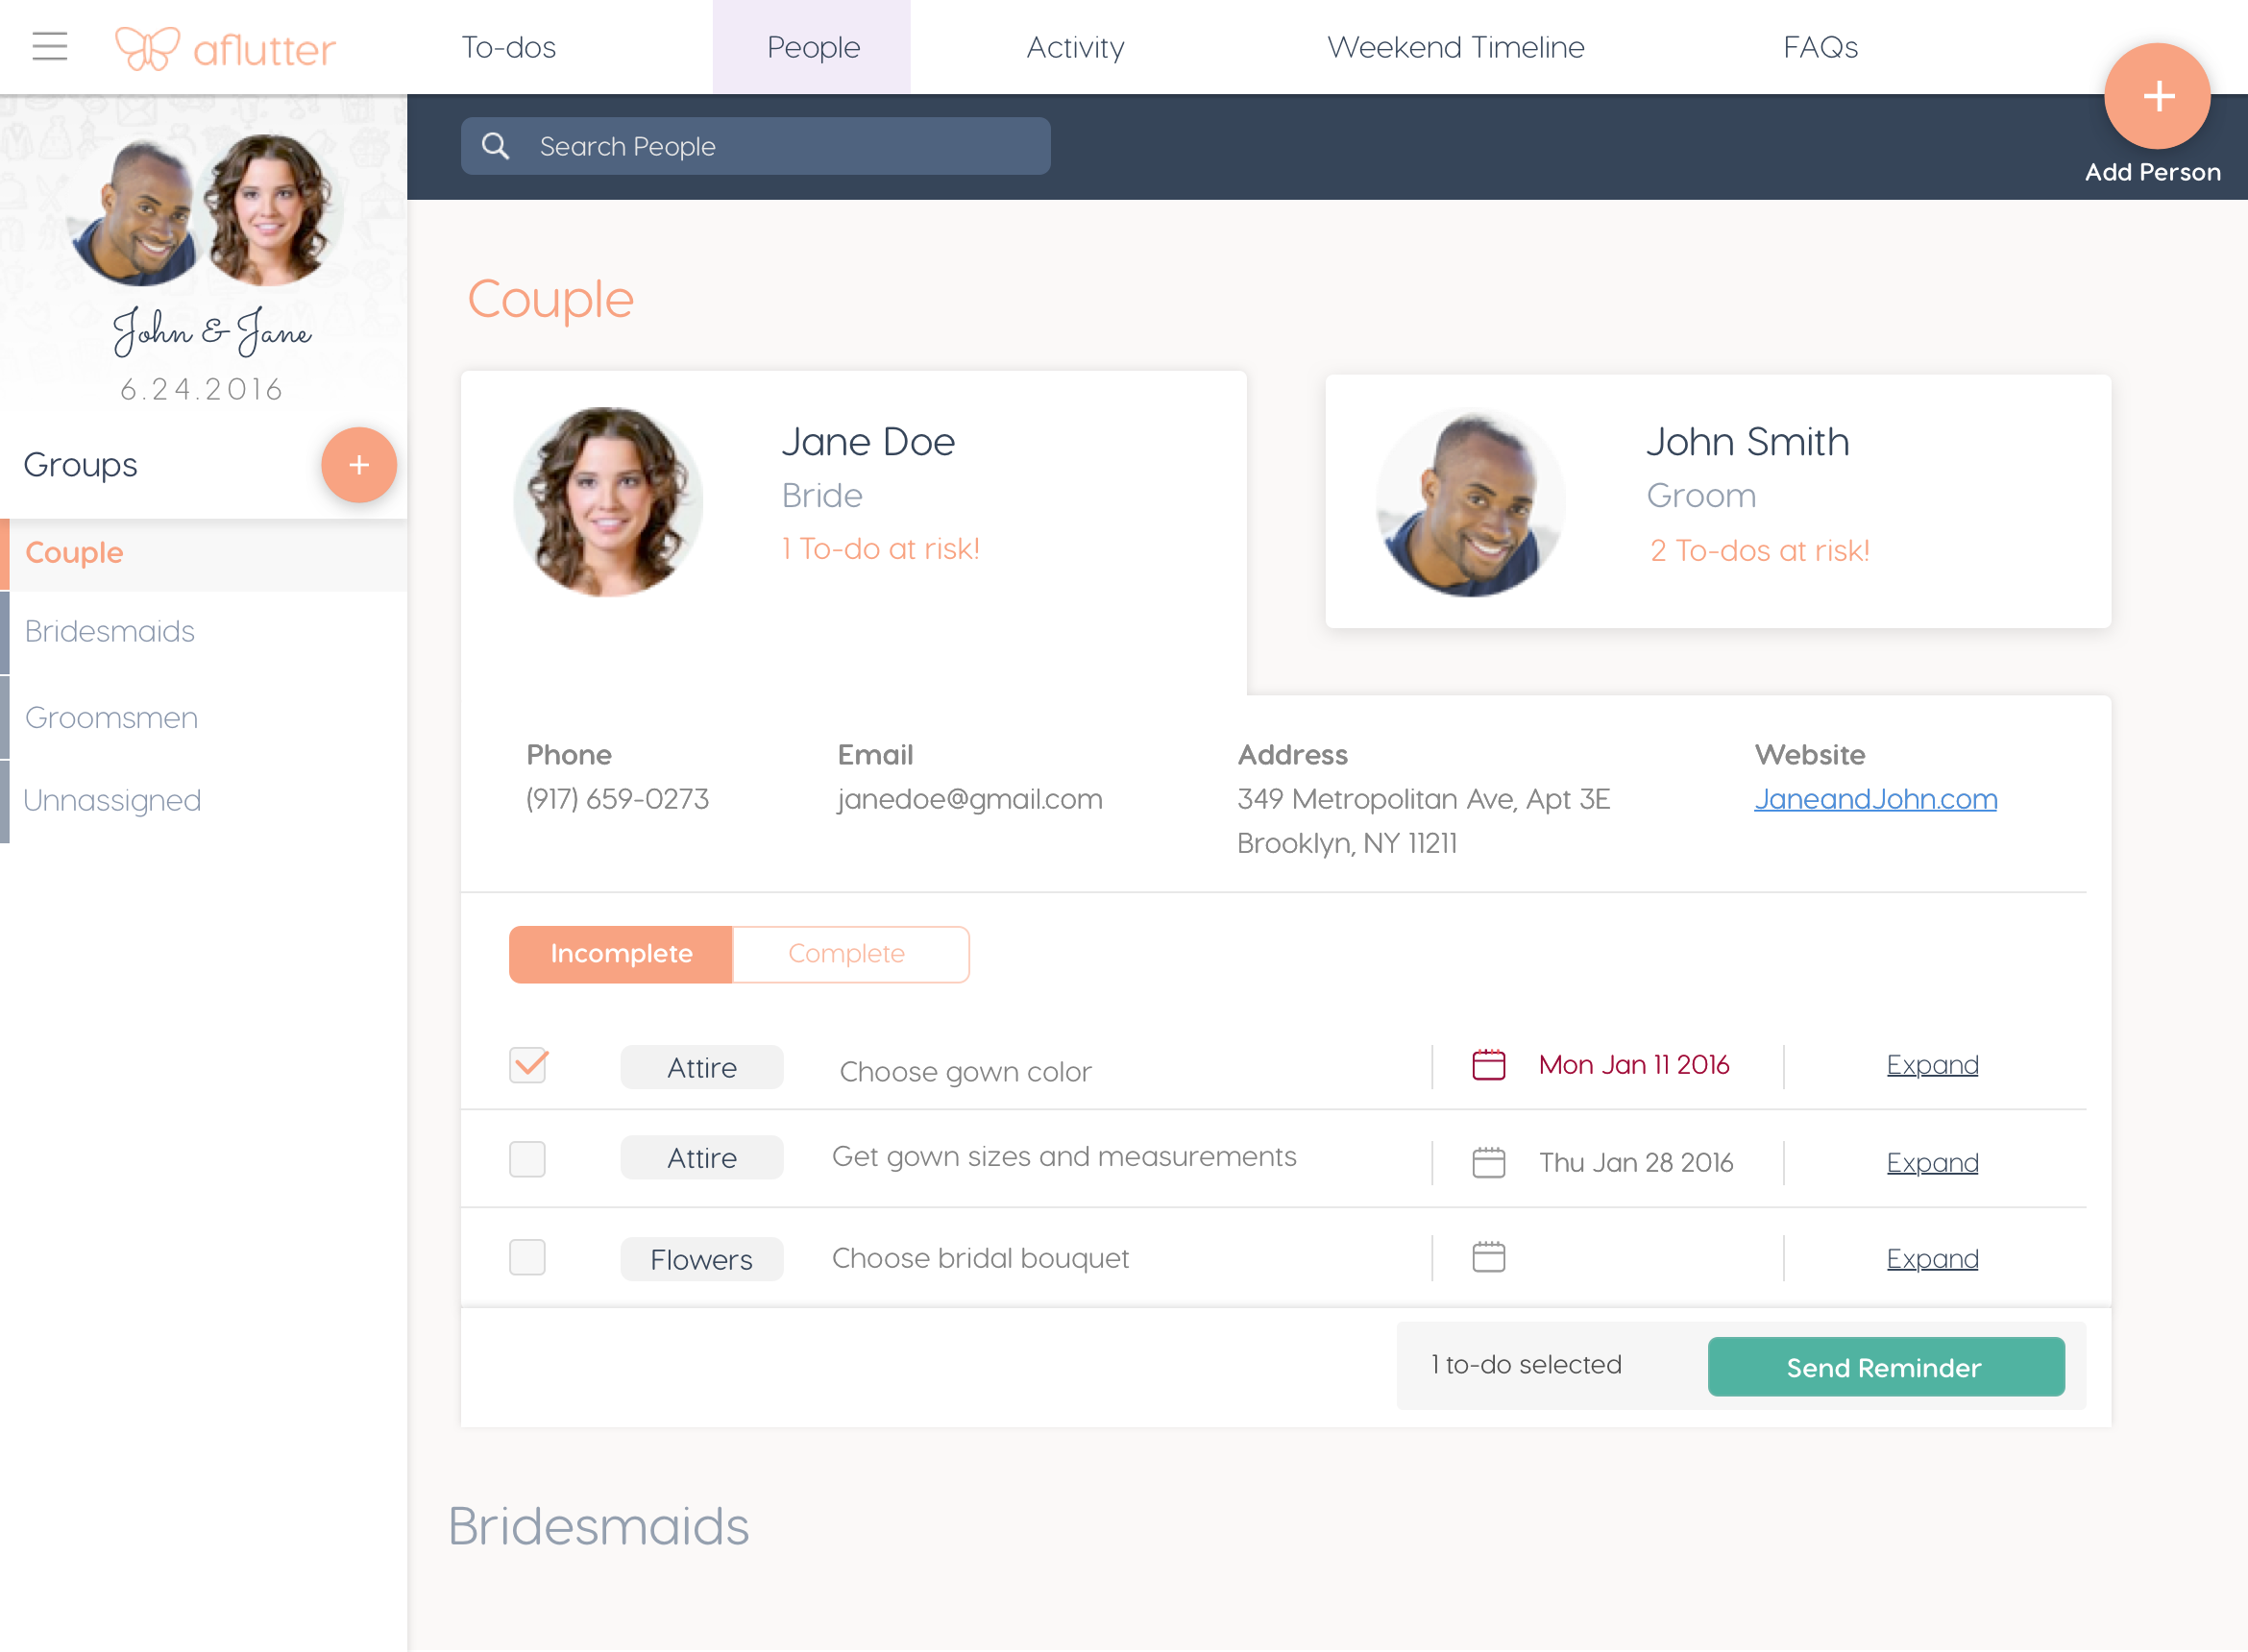 aflutter
To-dos
People
Activity
Weekend Timeline
FAQs
Search People
Add Person
John & Jane
6.24.2016
Groups
Couple
Bridesmaids
Groomsmen
Unnassigned
Couple
Jane Doe
Bride
1 To-do at risk!
John Smith
Groom
2 To-dos at risk!
Phone
(917) 659-0273
Email
janedoe@gmail.com
Address
349 Metropolitan Ave, Apt 3E
Brooklyn, NY 11211
Website
JaneandJohn.com
Incomplete
Complete
Attire
Choose gown color
Mon Jan 11 2016
Expand
Attire
Get gown sizes and measurements
Thu Jan 28 2016
Expand
Flowers
Choose bridal bouquet
Expand
1 to-do selected
Send Reminder
Bridesmaids